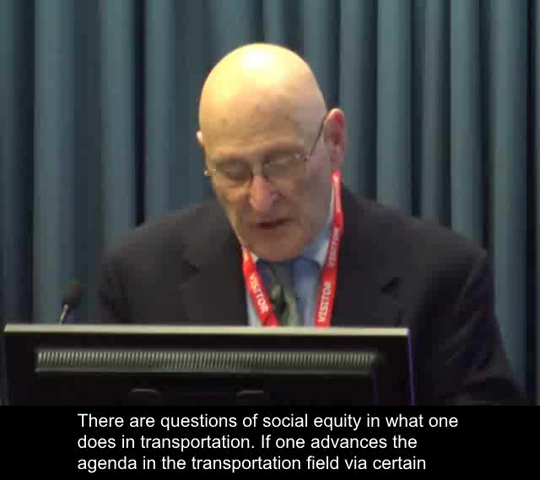 VISITOR
VISITOR
VISITOR
There are questions of social equity in what one
does in transportation. If one advances the
agenda in the transportation field via certain